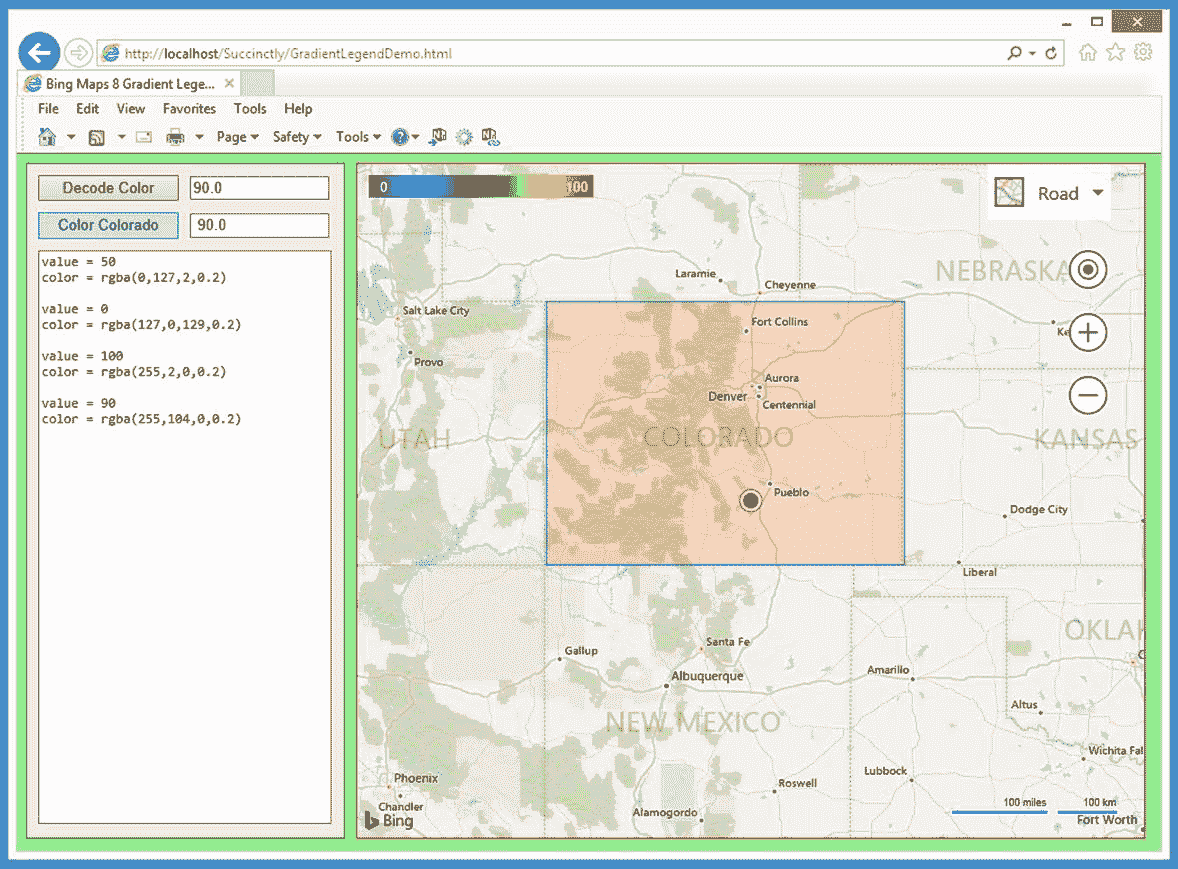 http://localhost/Succinctly/GradientLegendDemo.html
Bing Maps 8 Gradient Lege...
File Edit View Favorites Tools Help
Page Safety Tools
Decode Color 90.0
Color Colorado 90.0
value = 50
color = rgba(0,127,2,0.2)
value = 0
color = rgba(127,0,129,0.2)
value = 100
color = rgba(255,2,0,0.2)
value = 90
color = rgba(255,104,0,0.2)
0 100
Road
NEBRASKA
Laramie
Cheyenne
Salt Lake City
Fort Collins
Provo
Aurora
Denver
Centennial
UTAH
COLORADO
KANSAS
Pueblo
Dodge City
Liberal
OKLAH
Santa Fe
Gallup
Albuquerque
Amarillo
Altus
NEW MEXICO
Wichita Fal
Phoenix
Roswell
Lubbock
Chandler
Alamogordo
100 miles 100 km
Bing
Fort Worth